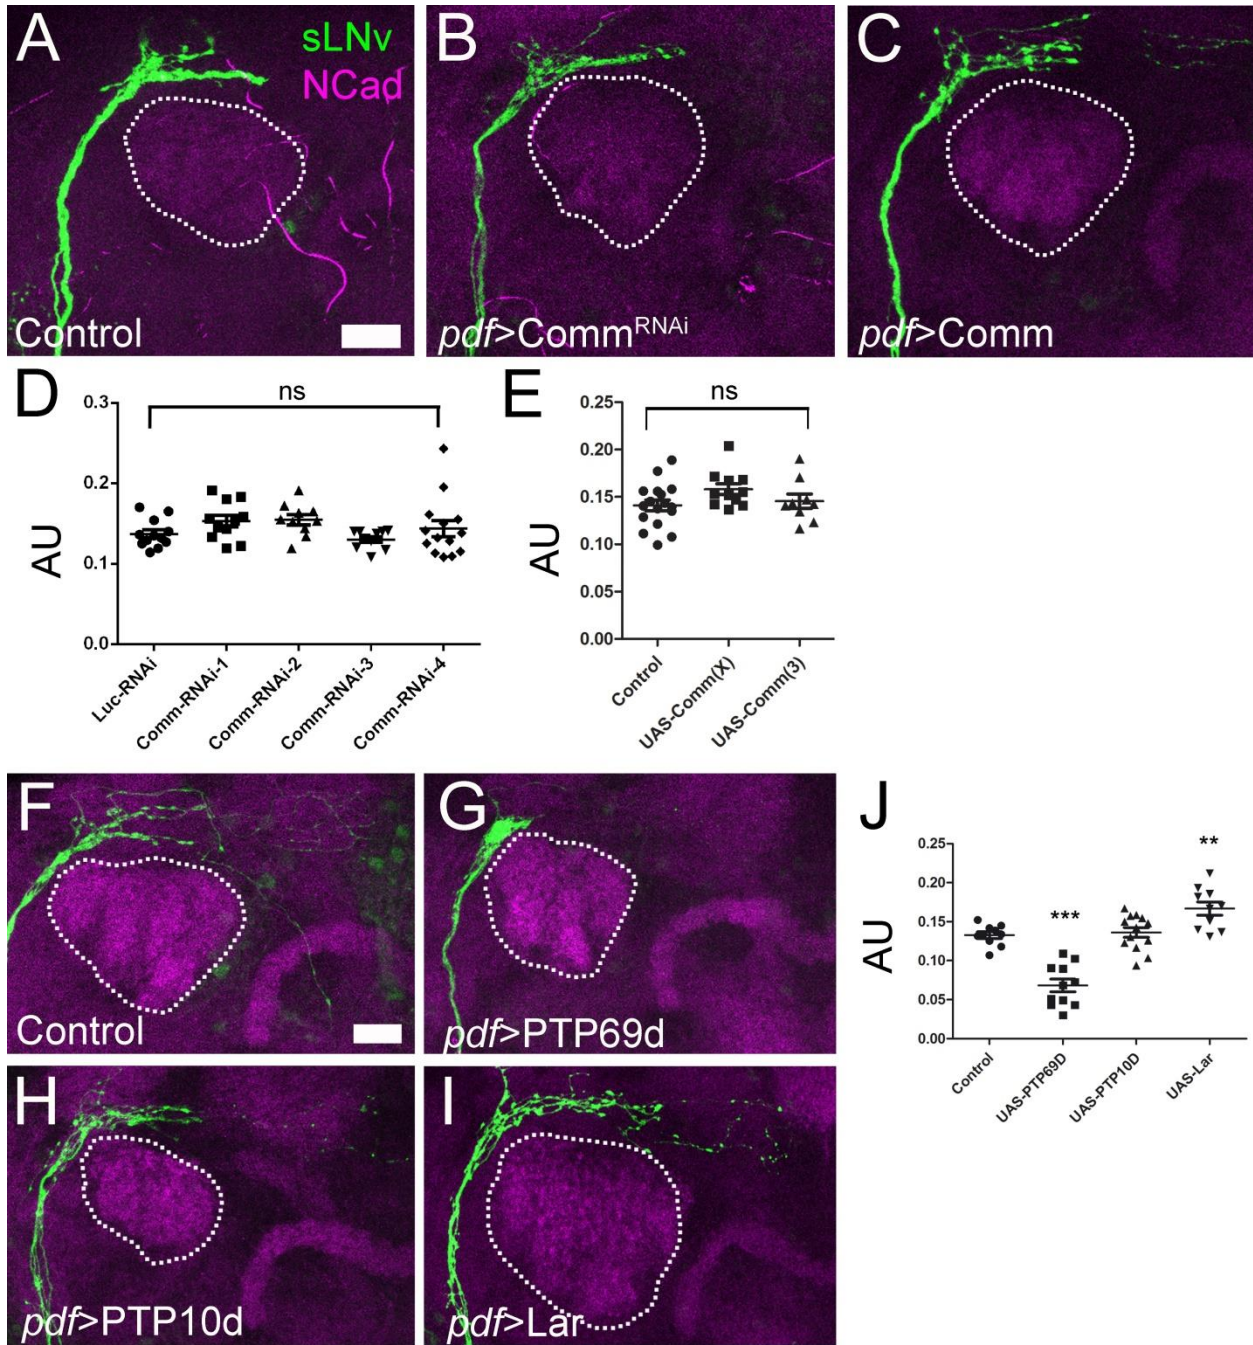 A
sLNv
NCad
Control
B
pdf>Comm^RNAi
C
pdf>Comm
D
ns
0.3
0.2
0.1
0.0
AU
Luc-RNAi
Comm-RNAi-1
Comm-RNAi-2
Comm-RNAi-3
Comm-RNAi-4
E
ns
0.25
0.20
0.15
0.10
0.05
0.00
AU
Control
UAS-Comm(X)
UAS-Comm(3)
F
Control
G
pdf>PTP69d
H
pdf>PTP10d
I
pdf>Lar
J
0.25
0.20
0.15
0.10
0.05
0.00
AU
***
**
Control
UAS-PTP69D
UAS-PTP10D
UAS-Lar